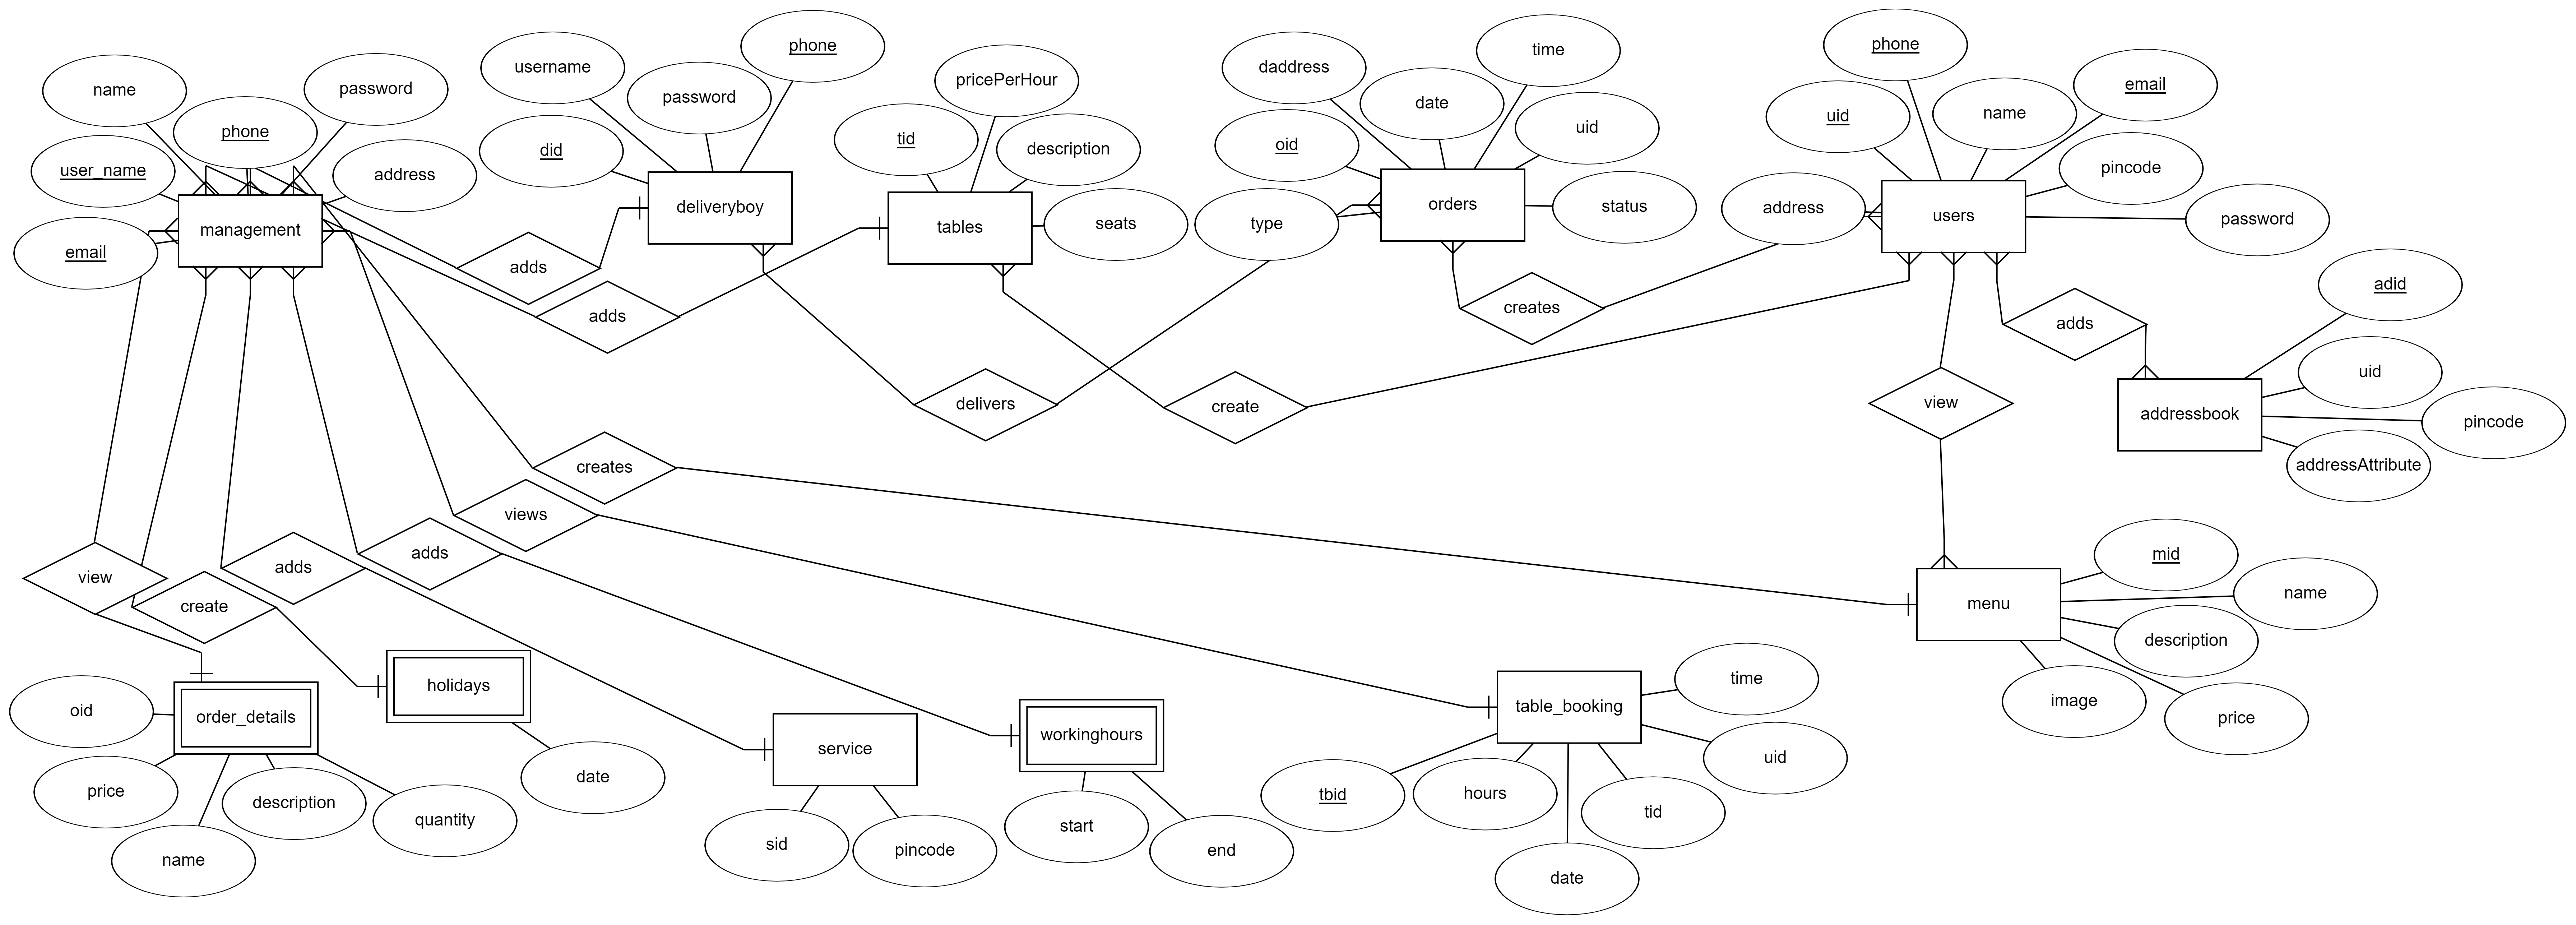 name
phone
password
user_name
address
email
management
username
password
phone
did
deliveryboy
adds
adds
pricePerHour
tid
description
seats
tables
daddress
date
time
oid
uid
type
status
orders
creates
delivers
create
phone
email
uid
name
pincode
address
password
users
adds
view
adid
uid
pincode
addressAttribute
addressbook
creates
views
adds
adds
view
create
mid
name
description
image
price
menu
oid
price
name
description
quantity
order_details
holidays
date
service
sid
pincode
workinghours
start
end
table_booking
time
uid
tbid
hours
tid
date